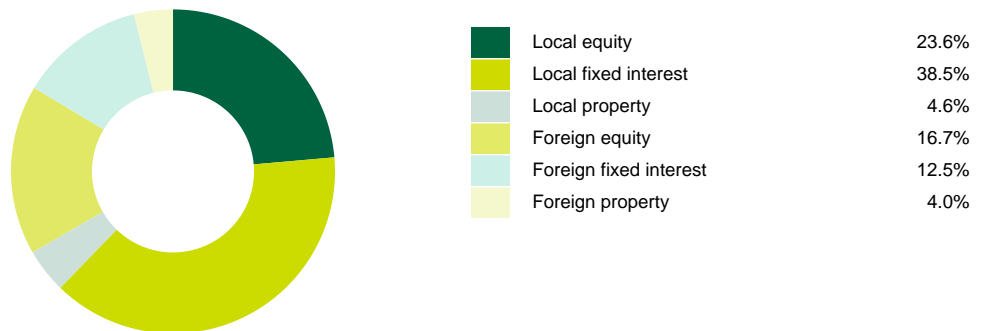 Local equity 23.6%
Local fixed interest 38.5%
Local property 4.6%
Foreign equity 16.7%
Foreign fixed interest 12.5%
Foreign property 4.0%